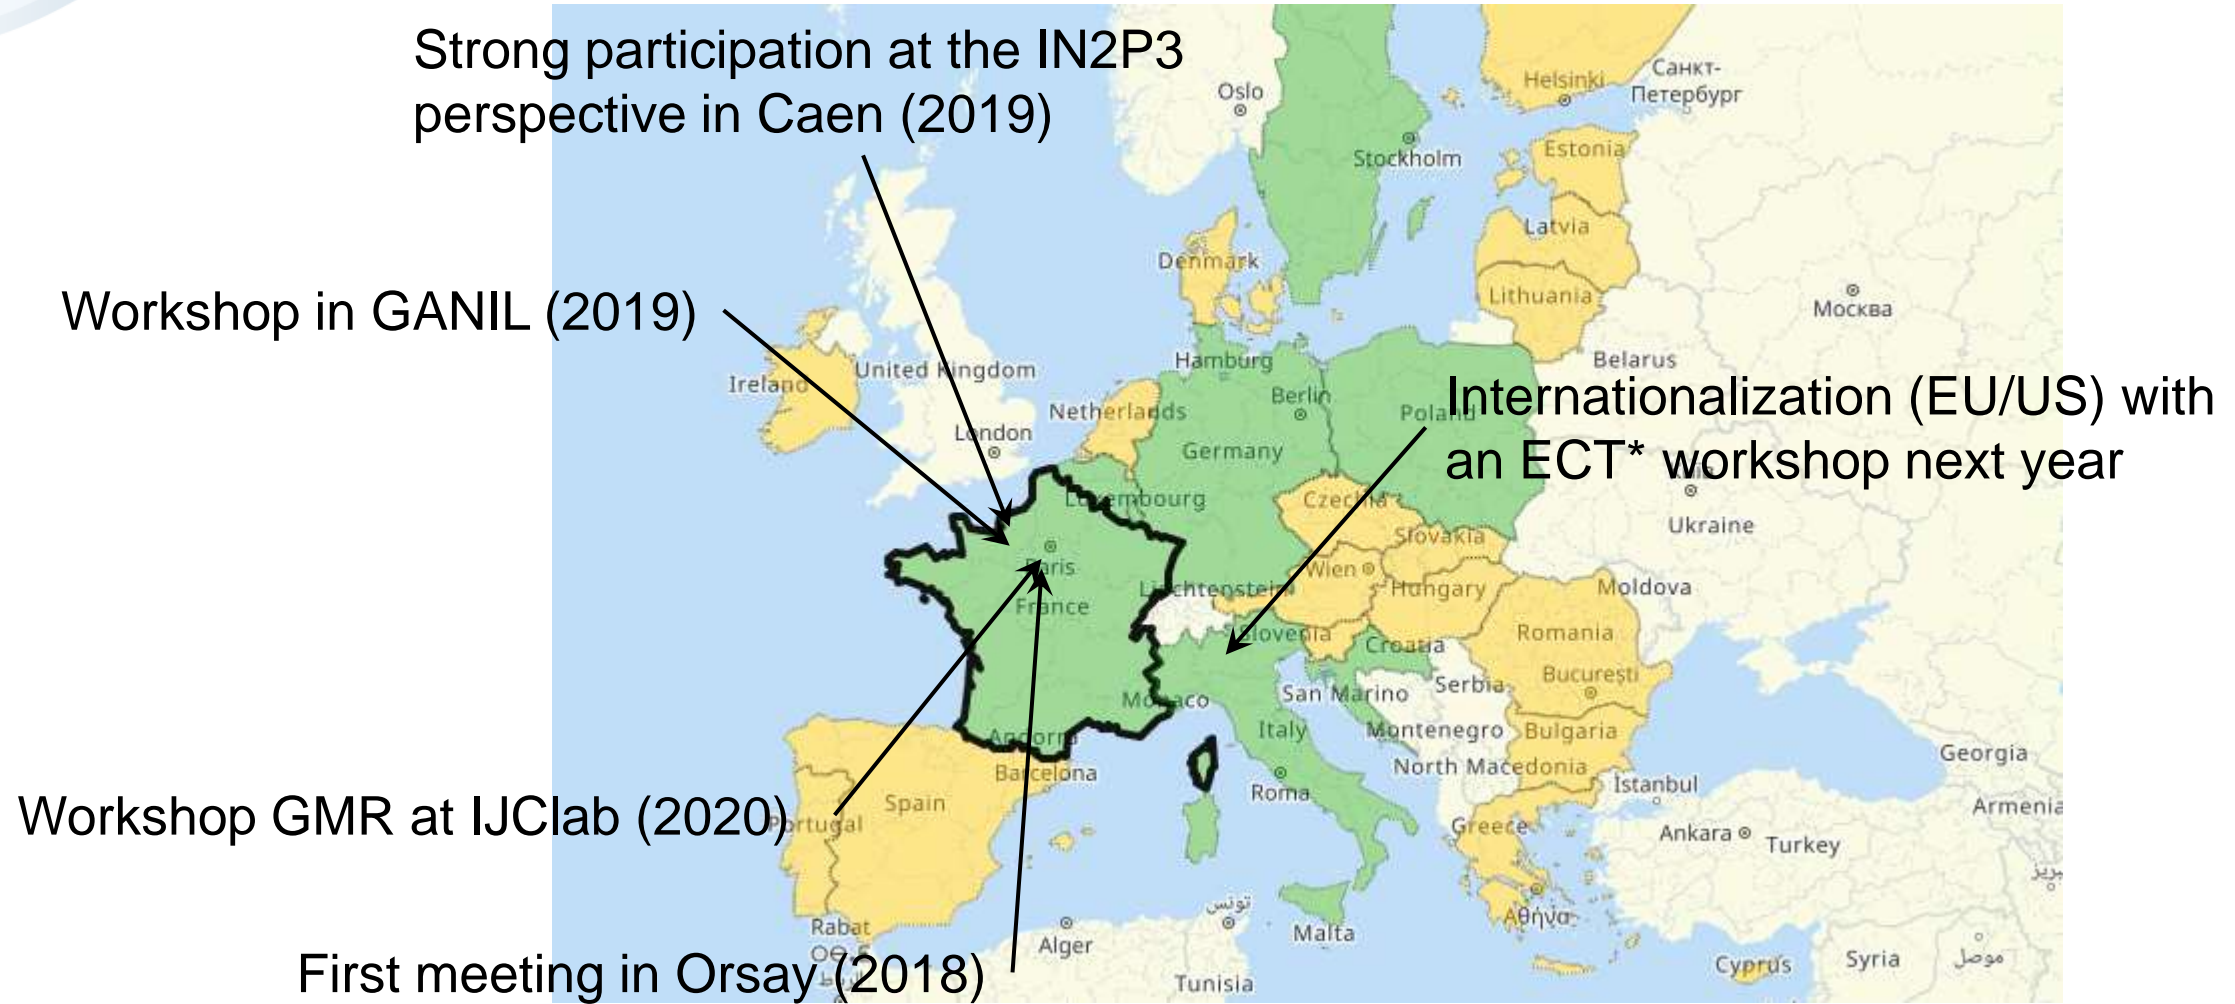 Strong participation at the IN2P3
perspective in Caen (2019)
Workshop in GANIL (2019)
Internationalization (EU/US) with
an ECT* workshop next year
Workshop GMR at IJClab (2020)
First meeting in Orsay (2018)
Oslo
Helsinki
Санкт-
Петербург
Stockholm
Estonia
Latvia
Denmark
Lithuania
Москва
Hamburg
Belarus
United Kingdom
Ireland
Netherlands
Berlin
Poland
London
Germany
Luxembourg
Czechia
Ukraine
Slovakia
Paris
Wien
Liechtenstein
Hungary
Moldova
France
Slovenia
Romania
Croatia
București
Monaco
San Marino
Serbia
Italy
Montenegro
Bulgaria
Andorra
Georgia
Barcelona
North Macedonia
Roma
İstanbul
Spain
Armenia
Portugal
Greece
Ankara
Turkey
تونس
Αθήνα
Rabat
Alger
Malta
Cyprus
Syria
موصل
Tunisia